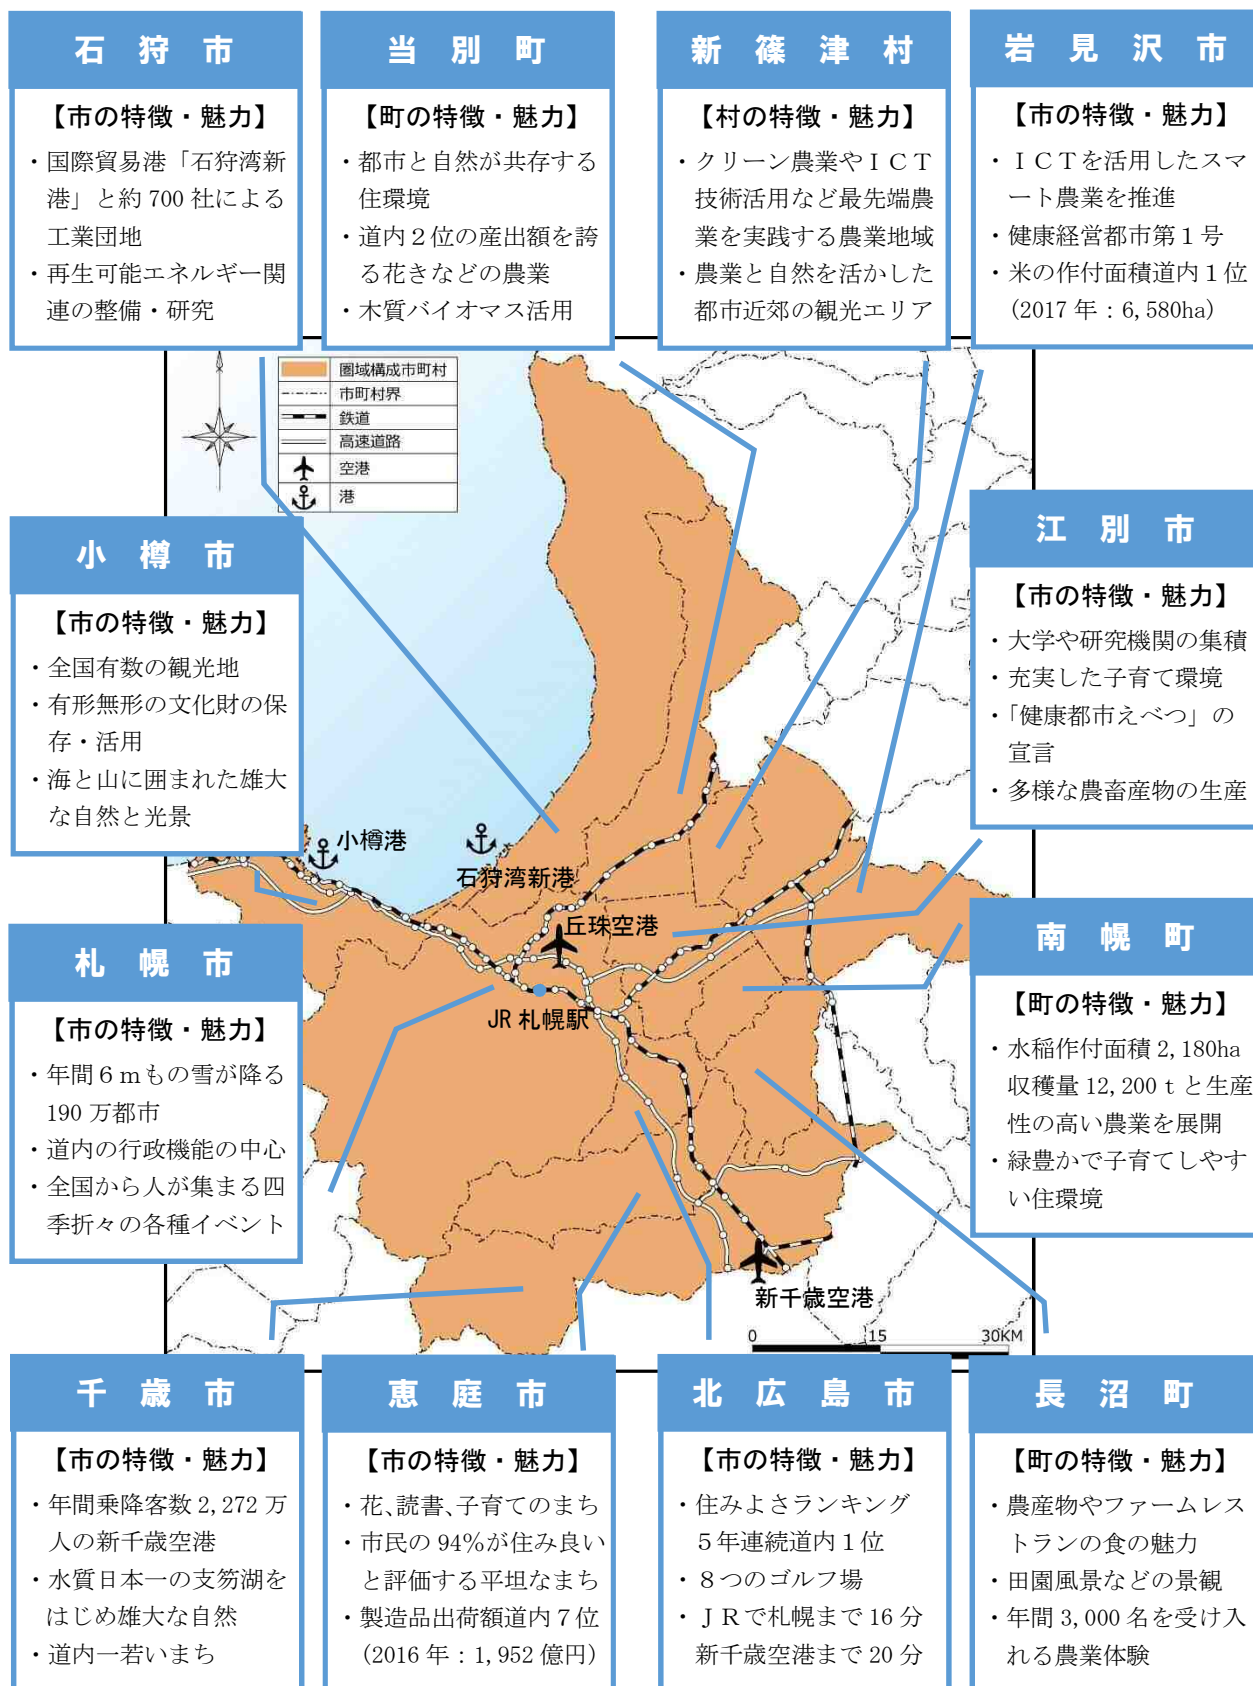 石狩市
【市の特徴・魅力】
・国際貿易港「石狩湾新
港」と約700社による
工業団地
・再生可能エネルギー関
連の整備・研究
当別町
【町の特徴・魅力】
・都市と自然が共存する
住環境
・道内２位の産出額を誇
る花きなどの農業
・木質バイオマス活用
新篠津村
【村の特徴・魅力】
・クリーン農業やＩＣＴ
技術活用など最先端農
業を実践する農業地域
・農業と自然を活かした
都市近郊の観光エリア
岩見沢市
【市の特徴・魅力】
・ＩＣＴを活用したスマ
ート農業を推進
・健康経営都市第１号
・米の作付面積道内１位
(2017年：6,580ha)
圏域構成市町村
市町村界
鉄道
高速道路
空港
港
小樽市
【市の特徴・魅力】
・全国有数の観光地
・有形無形の文化財の保
存・活用
・海と山に囲まれた雄大
な自然と光景
江別市
【市の特徴・魅力】
・大学や研究機関の集積
・充実した子育て環境
・「健康都市えべつ」の
宣言
・多様な農畜産物の生産
小樽港
石狩湾新港
丘珠空港
JR札幌駅
新千歳空港
0 15 30KM
札幌市
【市の特徴・魅力】
・年間６ｍもの雪が降る
190万都市
・道内の行政機能の中心
・全国から人が集まる四
季折々の各種イベント
南幌町
【町の特徴・魅力】
・水稲作付面積2,180ha
収穫量12,200ｔと生産
性の高い農業を展開
・緑豊かで子育てしやす
い住環境
千歳市
【市の特徴・魅力】
・年間乗降客数2,272万
人の新千歳空港
・水質日本一の支笏湖を
はじめ雄大な自然
・道内一若いまち
恵庭市
【市の特徴・魅力】
・花、読書、子育てのまち
・市民の94%が住み良い
と評価する平坦なまち
・製造品出荷額道内７位
(2016年：1,952億円)
北広島市
【市の特徴・魅力】
・住みよさランキング
５年連続道内１位
・８つのゴルフ場
・ＪＲで札幌まで16分
新千歳空港まで20分
長沼町
【町の特徴・魅力】
・農産物やファームレス
トランの食の魅力
・田園風景などの景観
・年間3,000名を受け入
れる農業体験